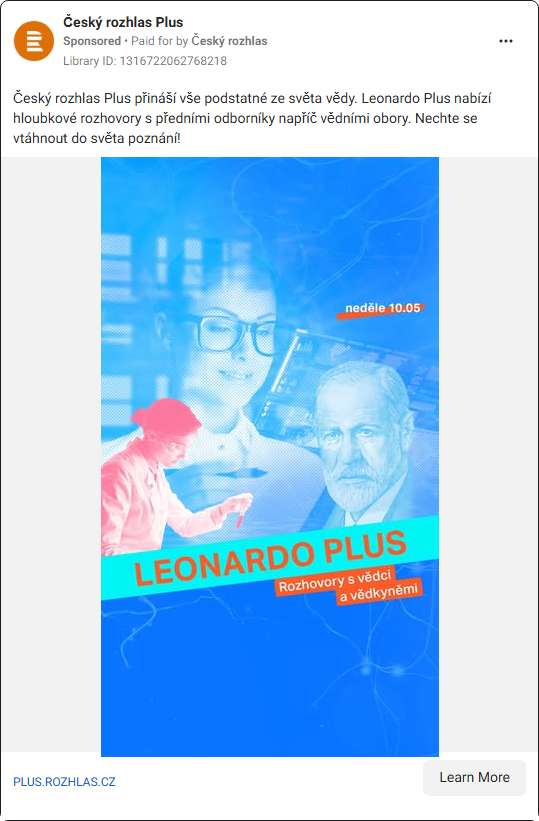 Český rozhlas Plus
Sponsored • Paid for by Český rozhlas
Library ID: 1316722062768218
Český rozhlas Plus přináší vše podstatné ze světa vědy. Leonardo Plus nabízí
hloubkové rozhovory s předními odborníky napříč vědními obory. Nechte se
vtáhnout do světa poznání!
neděle 10.05
LEONARDO PLUS
Rozhovory s vědci
a vědkyněmi
PLUS.ROZHLAS.CZ
Learn More